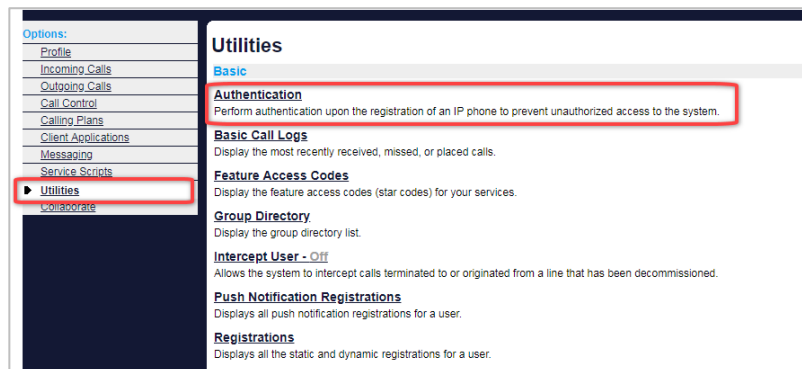 Options:
Profile
Incoming Calls
Outgoing Calls
Call Control
Calling Plans
Client Applications
Messaging
Service Scripts
Utilities
Collaborate
Utilities
Basic
Authentication
Perform authentication upon the registration of an IP phone to prevent unauthorized access to the system.
Basic Call Logs
Display the most recently received, missed, or placed calls.
Feature Access Codes
Display the feature access codes (star codes) for your services.
Group Directory
Display the group directory list.
Intercept User - Off
Allows the system to intercept calls terminated to or originated from a line that has been decommissioned.
Push Notification Registrations
Displays all push notification registrations for a user.
Registrations
Displays all the static and dynamic registrations for a user.